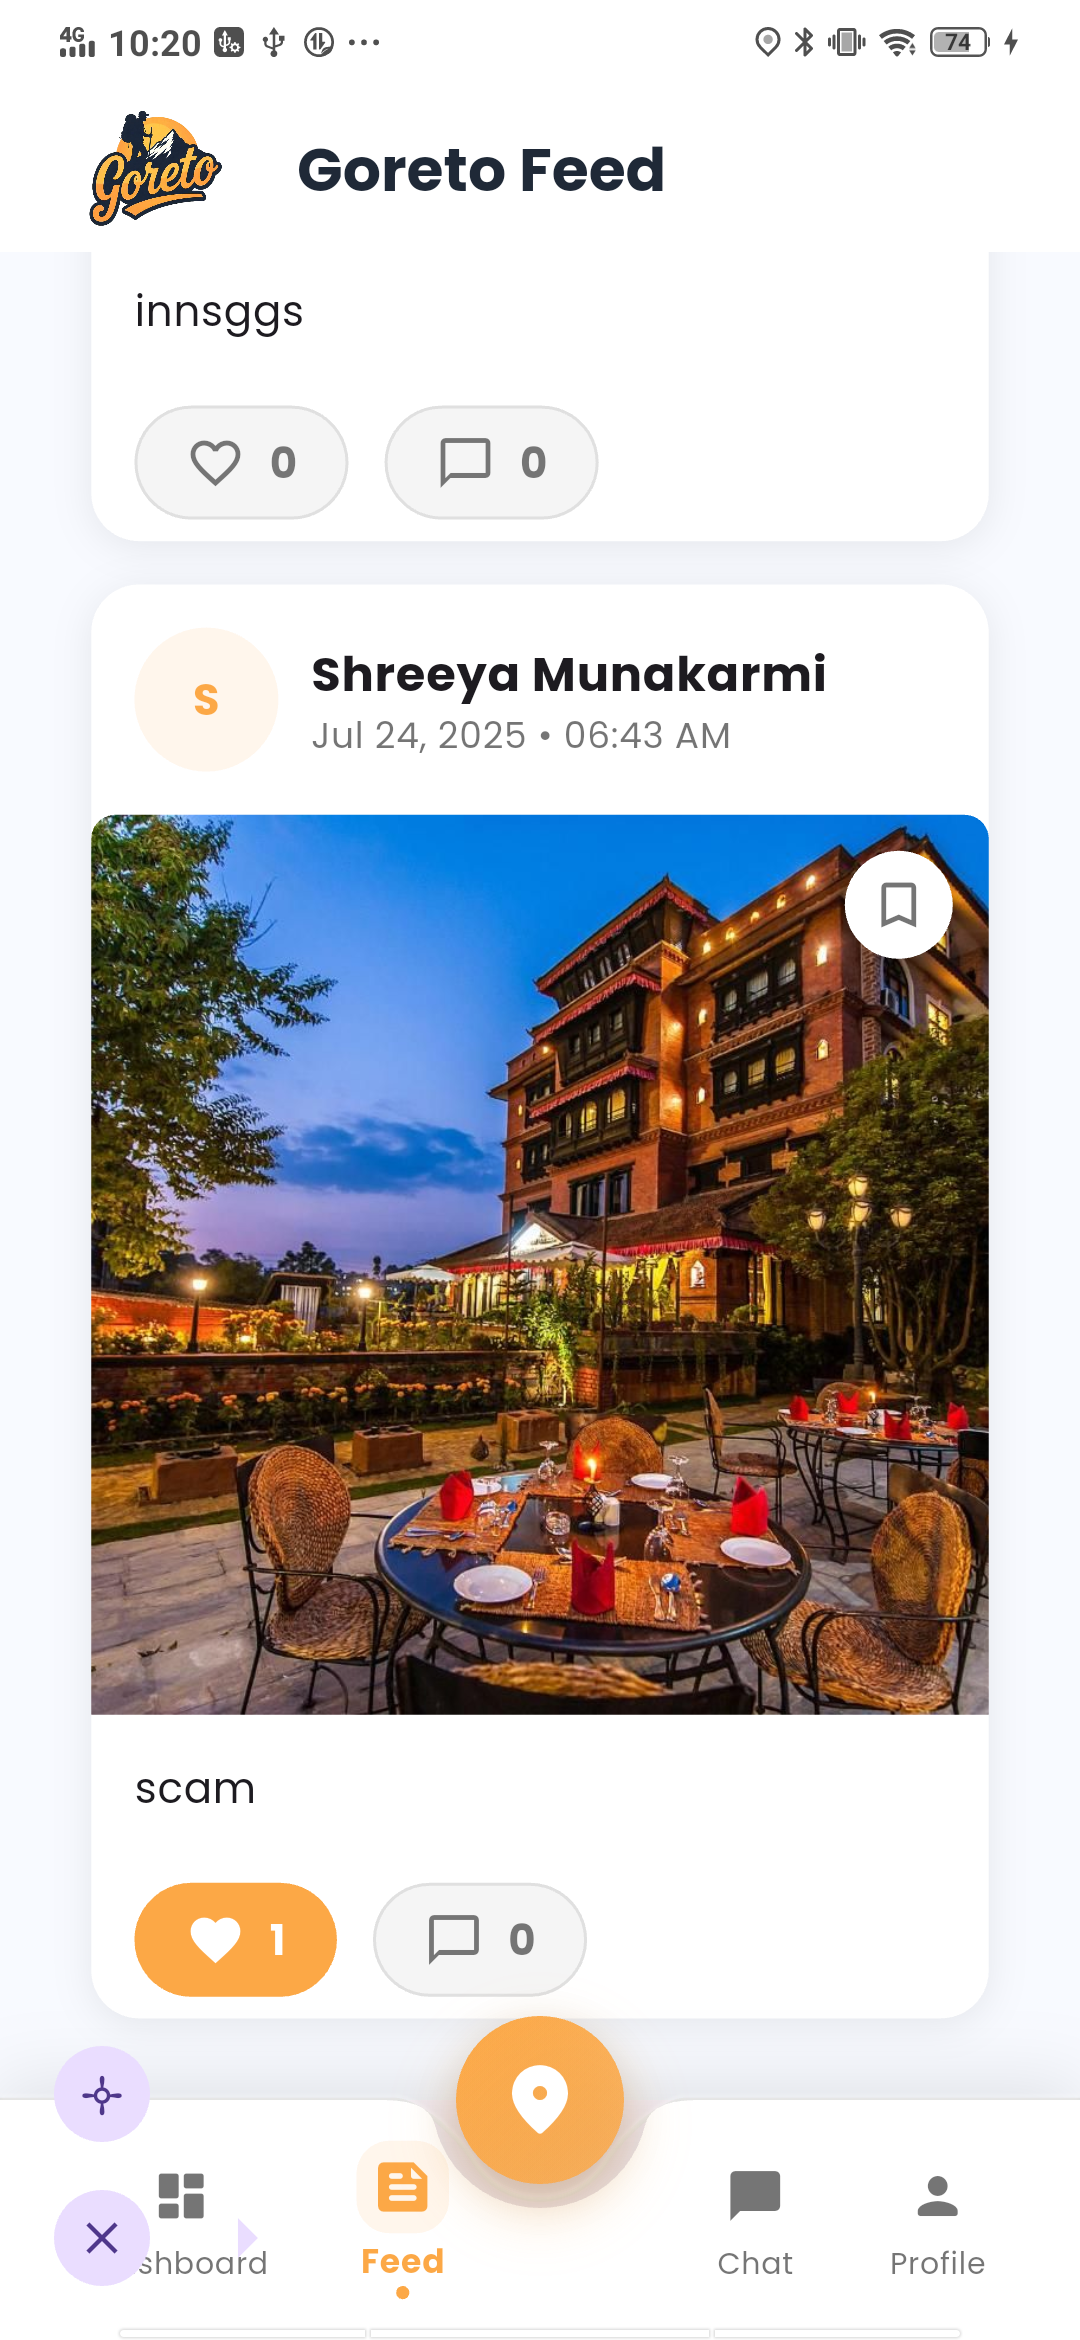 4G 10:20 74
Goreto Goreto Feed
innsggs
0 0
S
Shreeya Munakarmi
Jul 24, 2025 • 06:43 AM
scam
1 0
shboard Feed Chat Profile